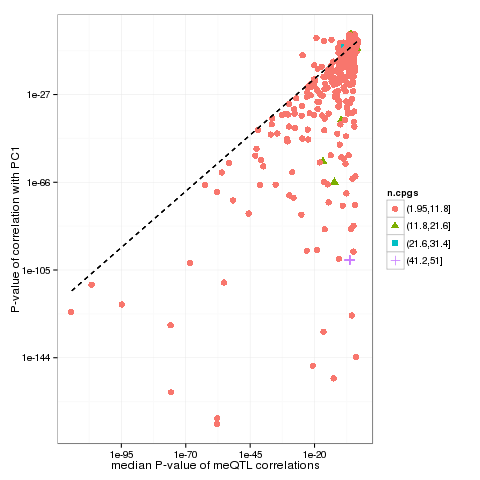 P-value of correlation with PC1
1e-27
1e-66
1e-105
1e-144
1e-95
1e-70
1e-45
1e-20
median P-value of meQTL correlations
n.cpgs
(1.95,11.8]
(11.8,21.6]
(21.6,31.4]
(41.2,51]